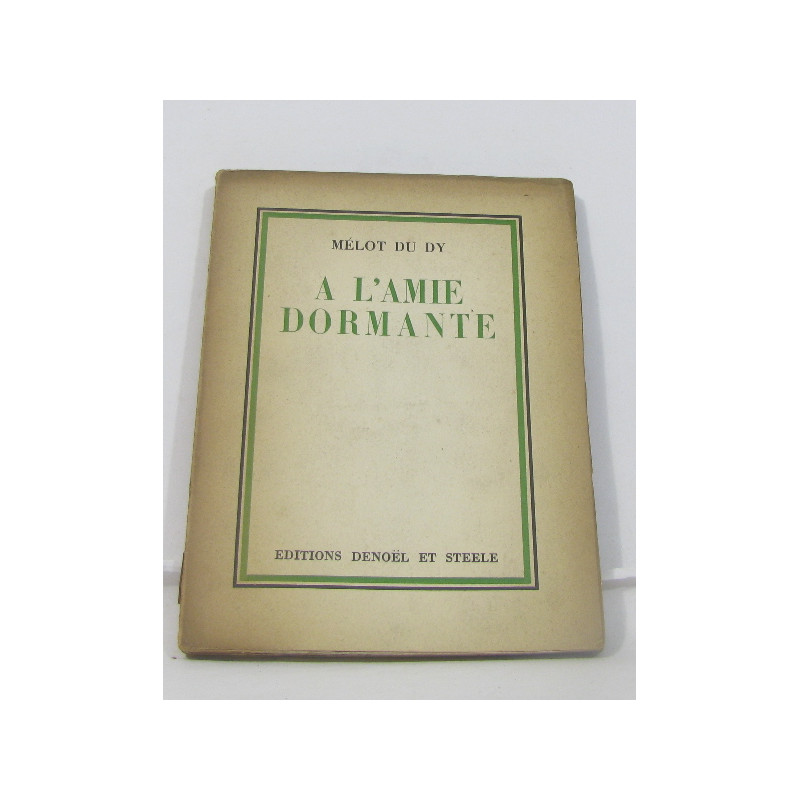 MÉLOT DU DY
A L'AMIE
DORMANTE
EDITIONS DENOËL ET STEELE